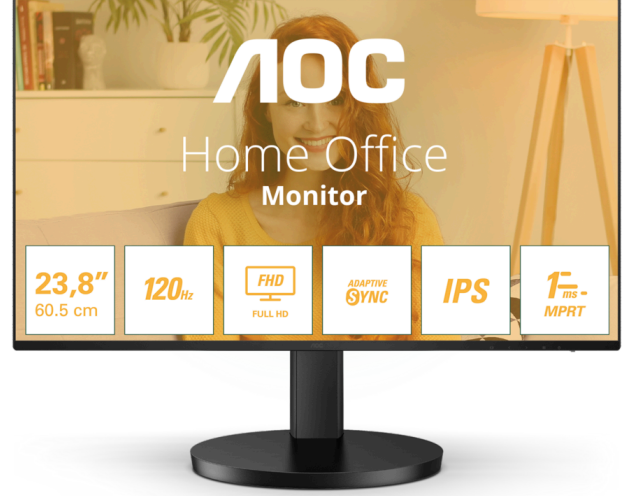 AOC
Home Office
Monitor
23,8”
60.5 cm
120Hz
FHD
FULL HD
ADAPTIVE
SYNC
IPS
1ms
MPRT